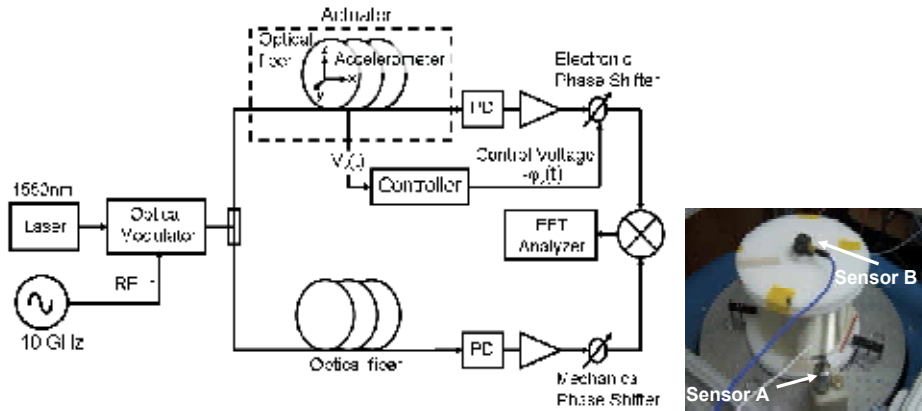 Actuator
Optical
fiber
Accelerometer
z
x
y
PD
Electronic
Phase Shifter
Control Voltage
Controller
1550nm
Laser
Optical
Modulator
RF
10 GHz
FFT
Analyzer
Optical fiber
PD
Mechanical
Phase Shifter
Sensor B
Sensor A